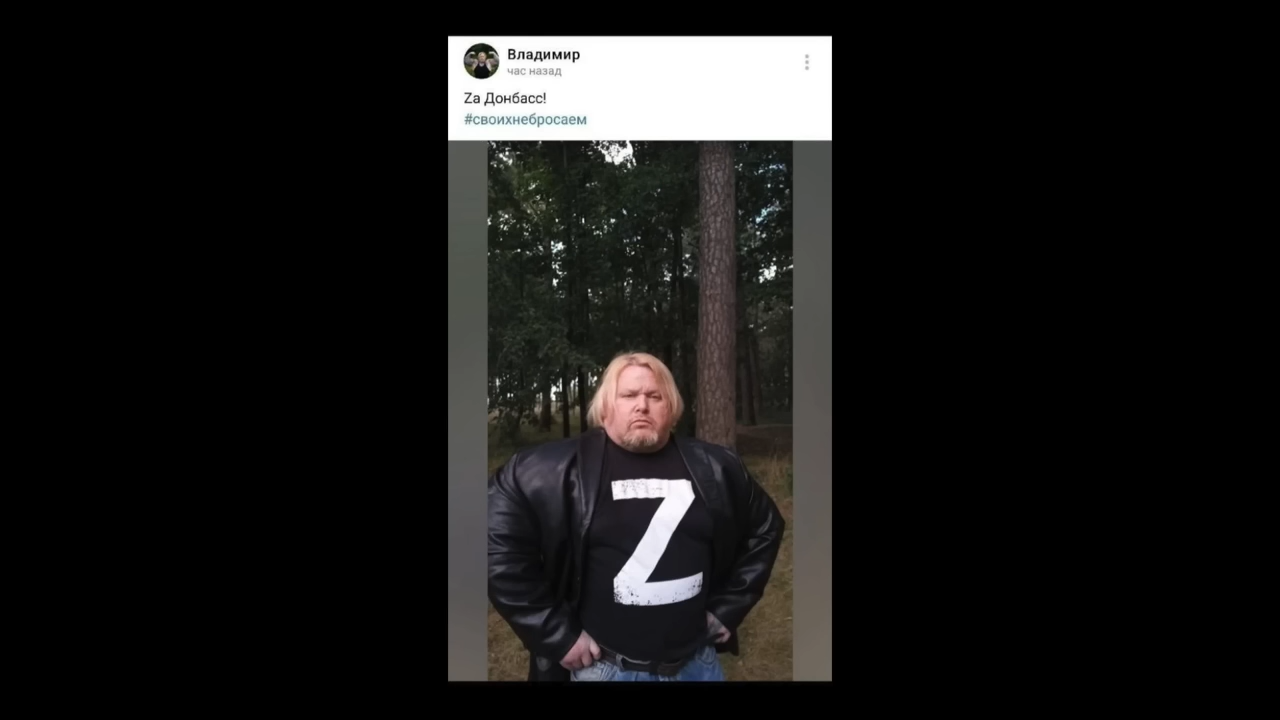 Владимир
час назад
Zа Донбасс!
#своихнебросаем
Z